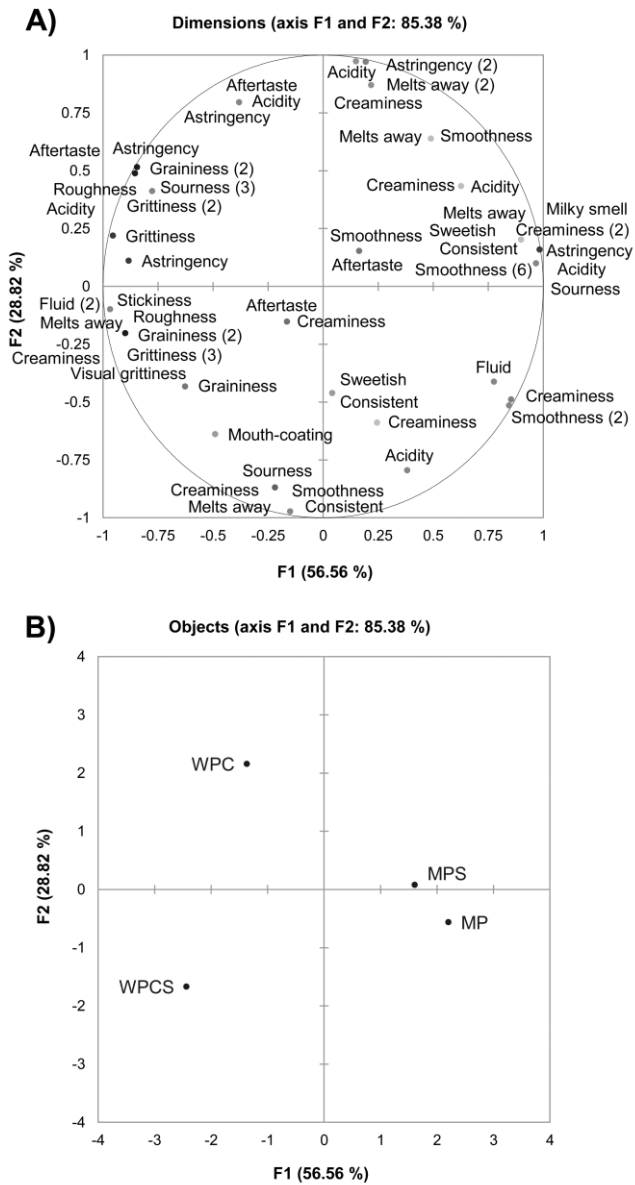 A)
Dimensions (axis F1 and F2: 85.38 %)
1
Acidity
Astringency (2)
Aftertaste
Melts away (2)
0.75
Acidity
Creaminess
Astringency
Melts away
Smoothness
Aftertaste
Astringency
0.5
Graininess (2)
Roughness
Sourness (3)
Creaminess
Acidity
Acidity
Grittiness (2)
Melts away
Milky smell
0.25
Grittiness
Smoothness
Sweetish
Creaminess (2)
Consistent
Astringency
Astringency
Aftertaste
Smoothness (6)
Acidity
0
Sourness
Fluid (2)
Stickiness
Aftertaste
Melts away
Roughness
Creaminess
-0.25
Graininess (2)
Creaminess
Grittiness (3)
Fluid
Visual grittiness
Graininess
Sweetish
Creaminess
-0.5
Consistent
Smoothness (2)
Creaminess
Mouth-coating
-0.75
Sourness
Acidity
Creaminess
Smoothness
Melts away
Consistent
-1
-1
-0.75
-0.5
-0.25
0
0.25
0.5
0.75
1
F1 (56.56 %)
F2 (28.82 %)
B)
Objects (axis F1 and F2: 85.38 %)
4
3
2
1
0
-1
-2
-3
-4
WPC
MPS
MP
WPCS
-4
-3
-2
-1
0
1
2
3
4
F1 (56.56 %)
F2 (28.82 %)